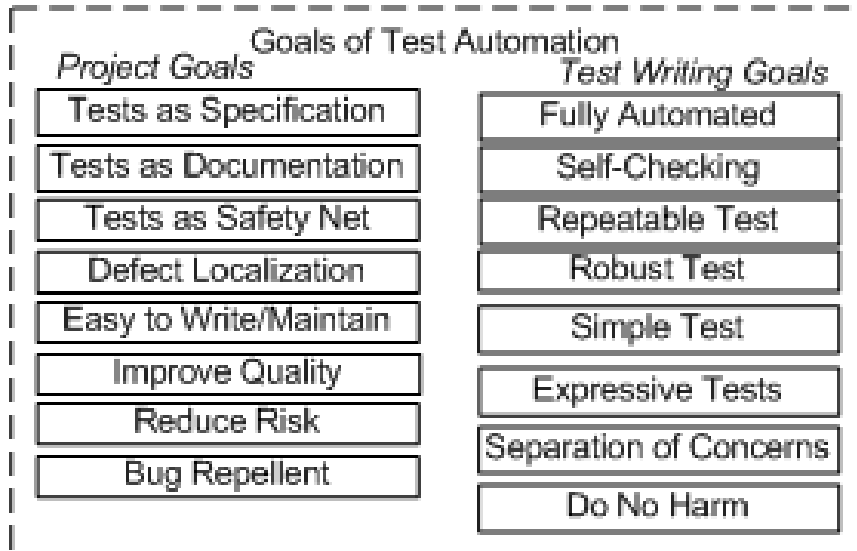 Goals of Test Automation
Project Goals
Tests as Specification
Tests as Documentation
Tests as Safety Net
Defect Localization
Easy to Write/Maintain
Improve Quality
Reduce Risk
Bug Repellent
Test Writing Goals
Fully Automated
Self-Checking
Repeatable Test
Robust Test
Simple Test
Expressive Tests
Separation of Concerns
Do No Harm